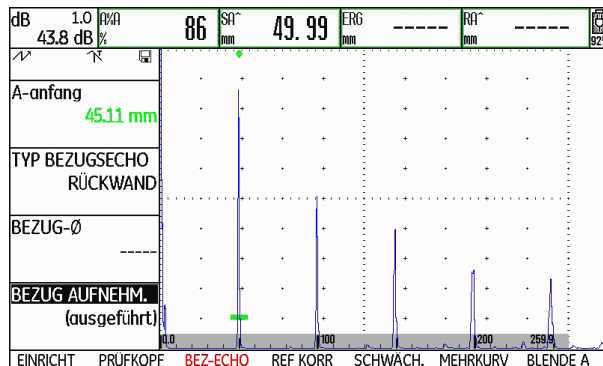 dB 1.0 A%A 86 SA^ 49.99 ERG ------ RA^ -----
43.8 dB % mm mm mm
A-anfang
45.11 mm
TYP BEZUGSECHO
RÜCKWAND
BEZUG-Ø
-----
BEZUG AUFNEHM.
(ausgeführt)
0.0 100 200 259.9
EINRICHT PRÜFKOPF BEZ-ECHO REF KORR SCHWÄCH. MEHRKURV BLENDE A